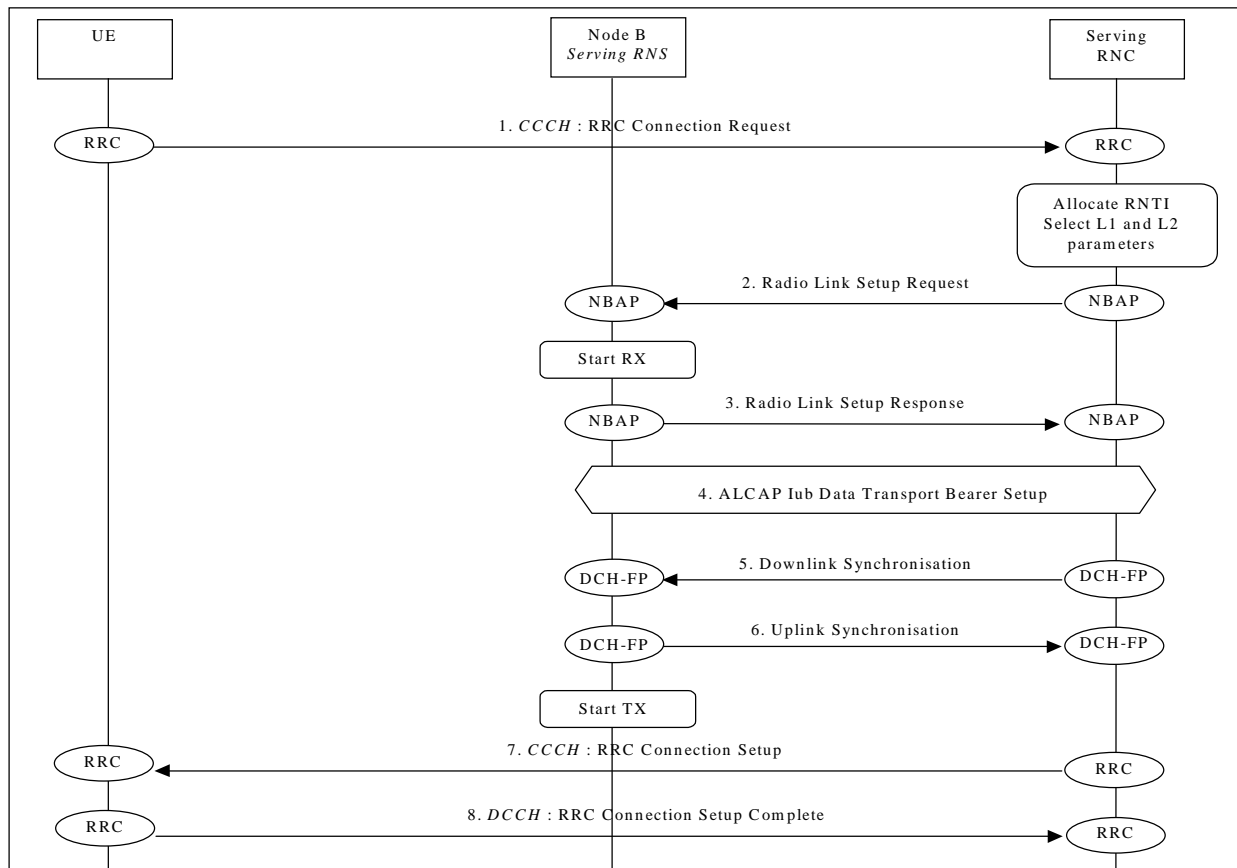 UE
Node B
Serving RNS
Serving
RNC
1. CCCH : RRC Connection Request
RRC
RRC
Allocate RNTI
Select L1 and L2
parameters
2. Radio Link Setup Request
NBAP
NBAP
Start RX
3. Radio Link Setup Response
NBAP
NBAP
4. ALCAP Iub Data Transport Bearer Setup
5. Downlink Synchronisation
DCH-FP
DCH-FP
6. Uplink Synchronisation
DCH-FP
DCH-FP
Start TX
7. CCCH : RRC Connection Setup
RRC
RRC
8. DCCH : RRC Connection Setup Complete
RRC
RRC